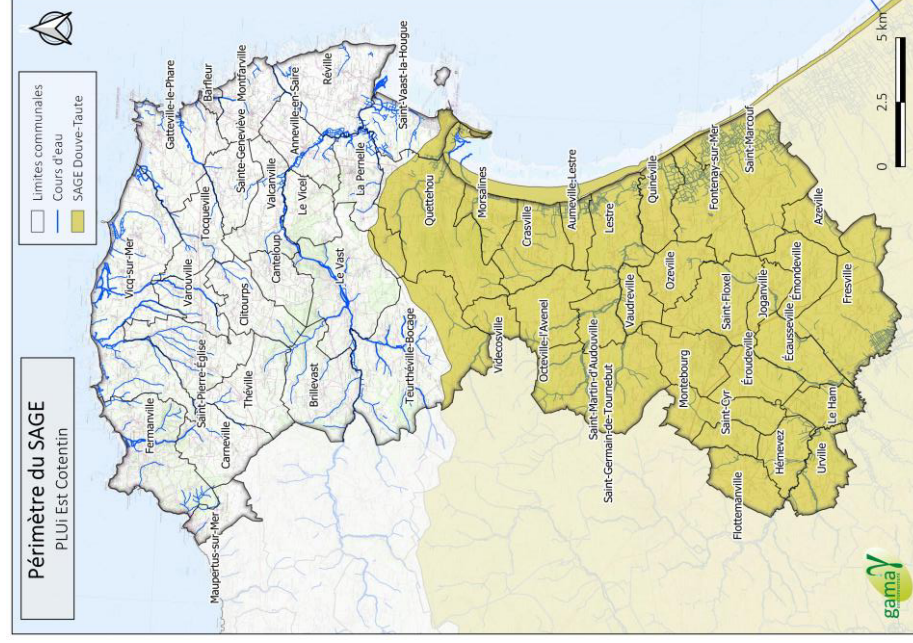 Périmètre du SAGE
PLUi Est Cotentin
Limites communales
Cours d'eau
SAGE Douve-Taute
Maupertus-sur-Mer
Fermanville
Carneville
Saint-Pierre-Église
Théville
Vicq-sur-Mer
Varouville
Clitourps
Tocqueville
Gatteville-le-Phare
Barfleur
Sainte-Geneviève
Montfarville
Valcanville
Anneville-en-Saire
Réville
Canteloup
Le Vicel
La Pernelle
Saint-Vaast-la-Hougue
Brillevast
Le Vast
Teurthéville-Bocage
Quettehou
Videcosville
Morsalines
Octeville-l'Avenel
Crasville
Aumeville-Lestre
Saint-Martin-d'Audouville
Lestre
Saint-Germain-de-Tournebut
Vaudreville
Quinéville
Ozeville
Fontenay-sur-Mer
Montebourg
Saint-Floxel
Saint-Marcouf
Flottemanville
Saint-Cyr
Éroudeville
Joganville
Émondeville
Azeville
Hémevez
Écausseville
Urville
Le Ham
Fresville
0 2.5 5 km
gama